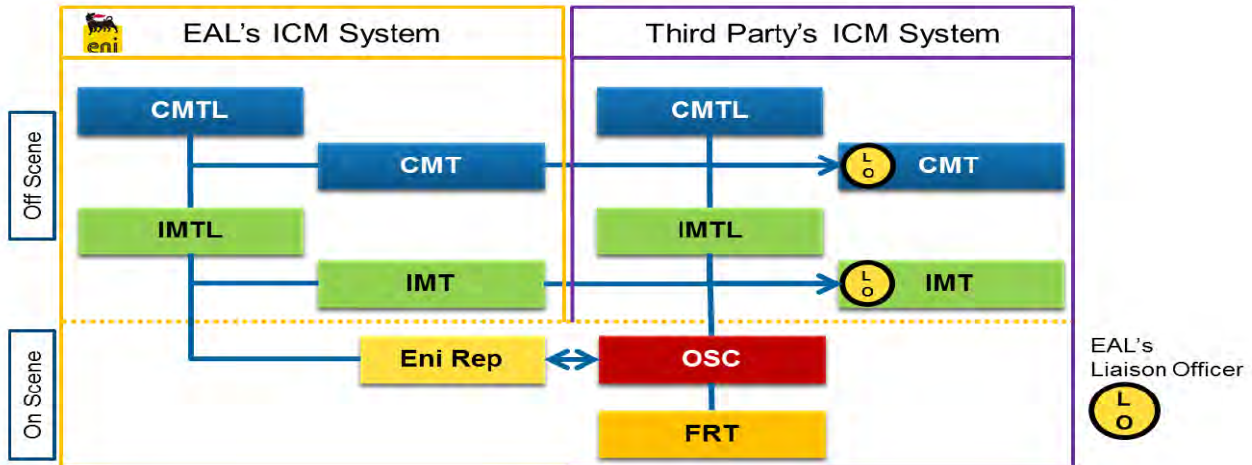 eni
EAL's ICM System
Third Party's ICM System
Off Scene
CMTL
CMTL
CMT
L
O
CMT
IMTL
IMTL
IMT
L
O
IMT
On Scene
Eni Rep
OSC
FRT
EAL's
Liaison Officer
L
O